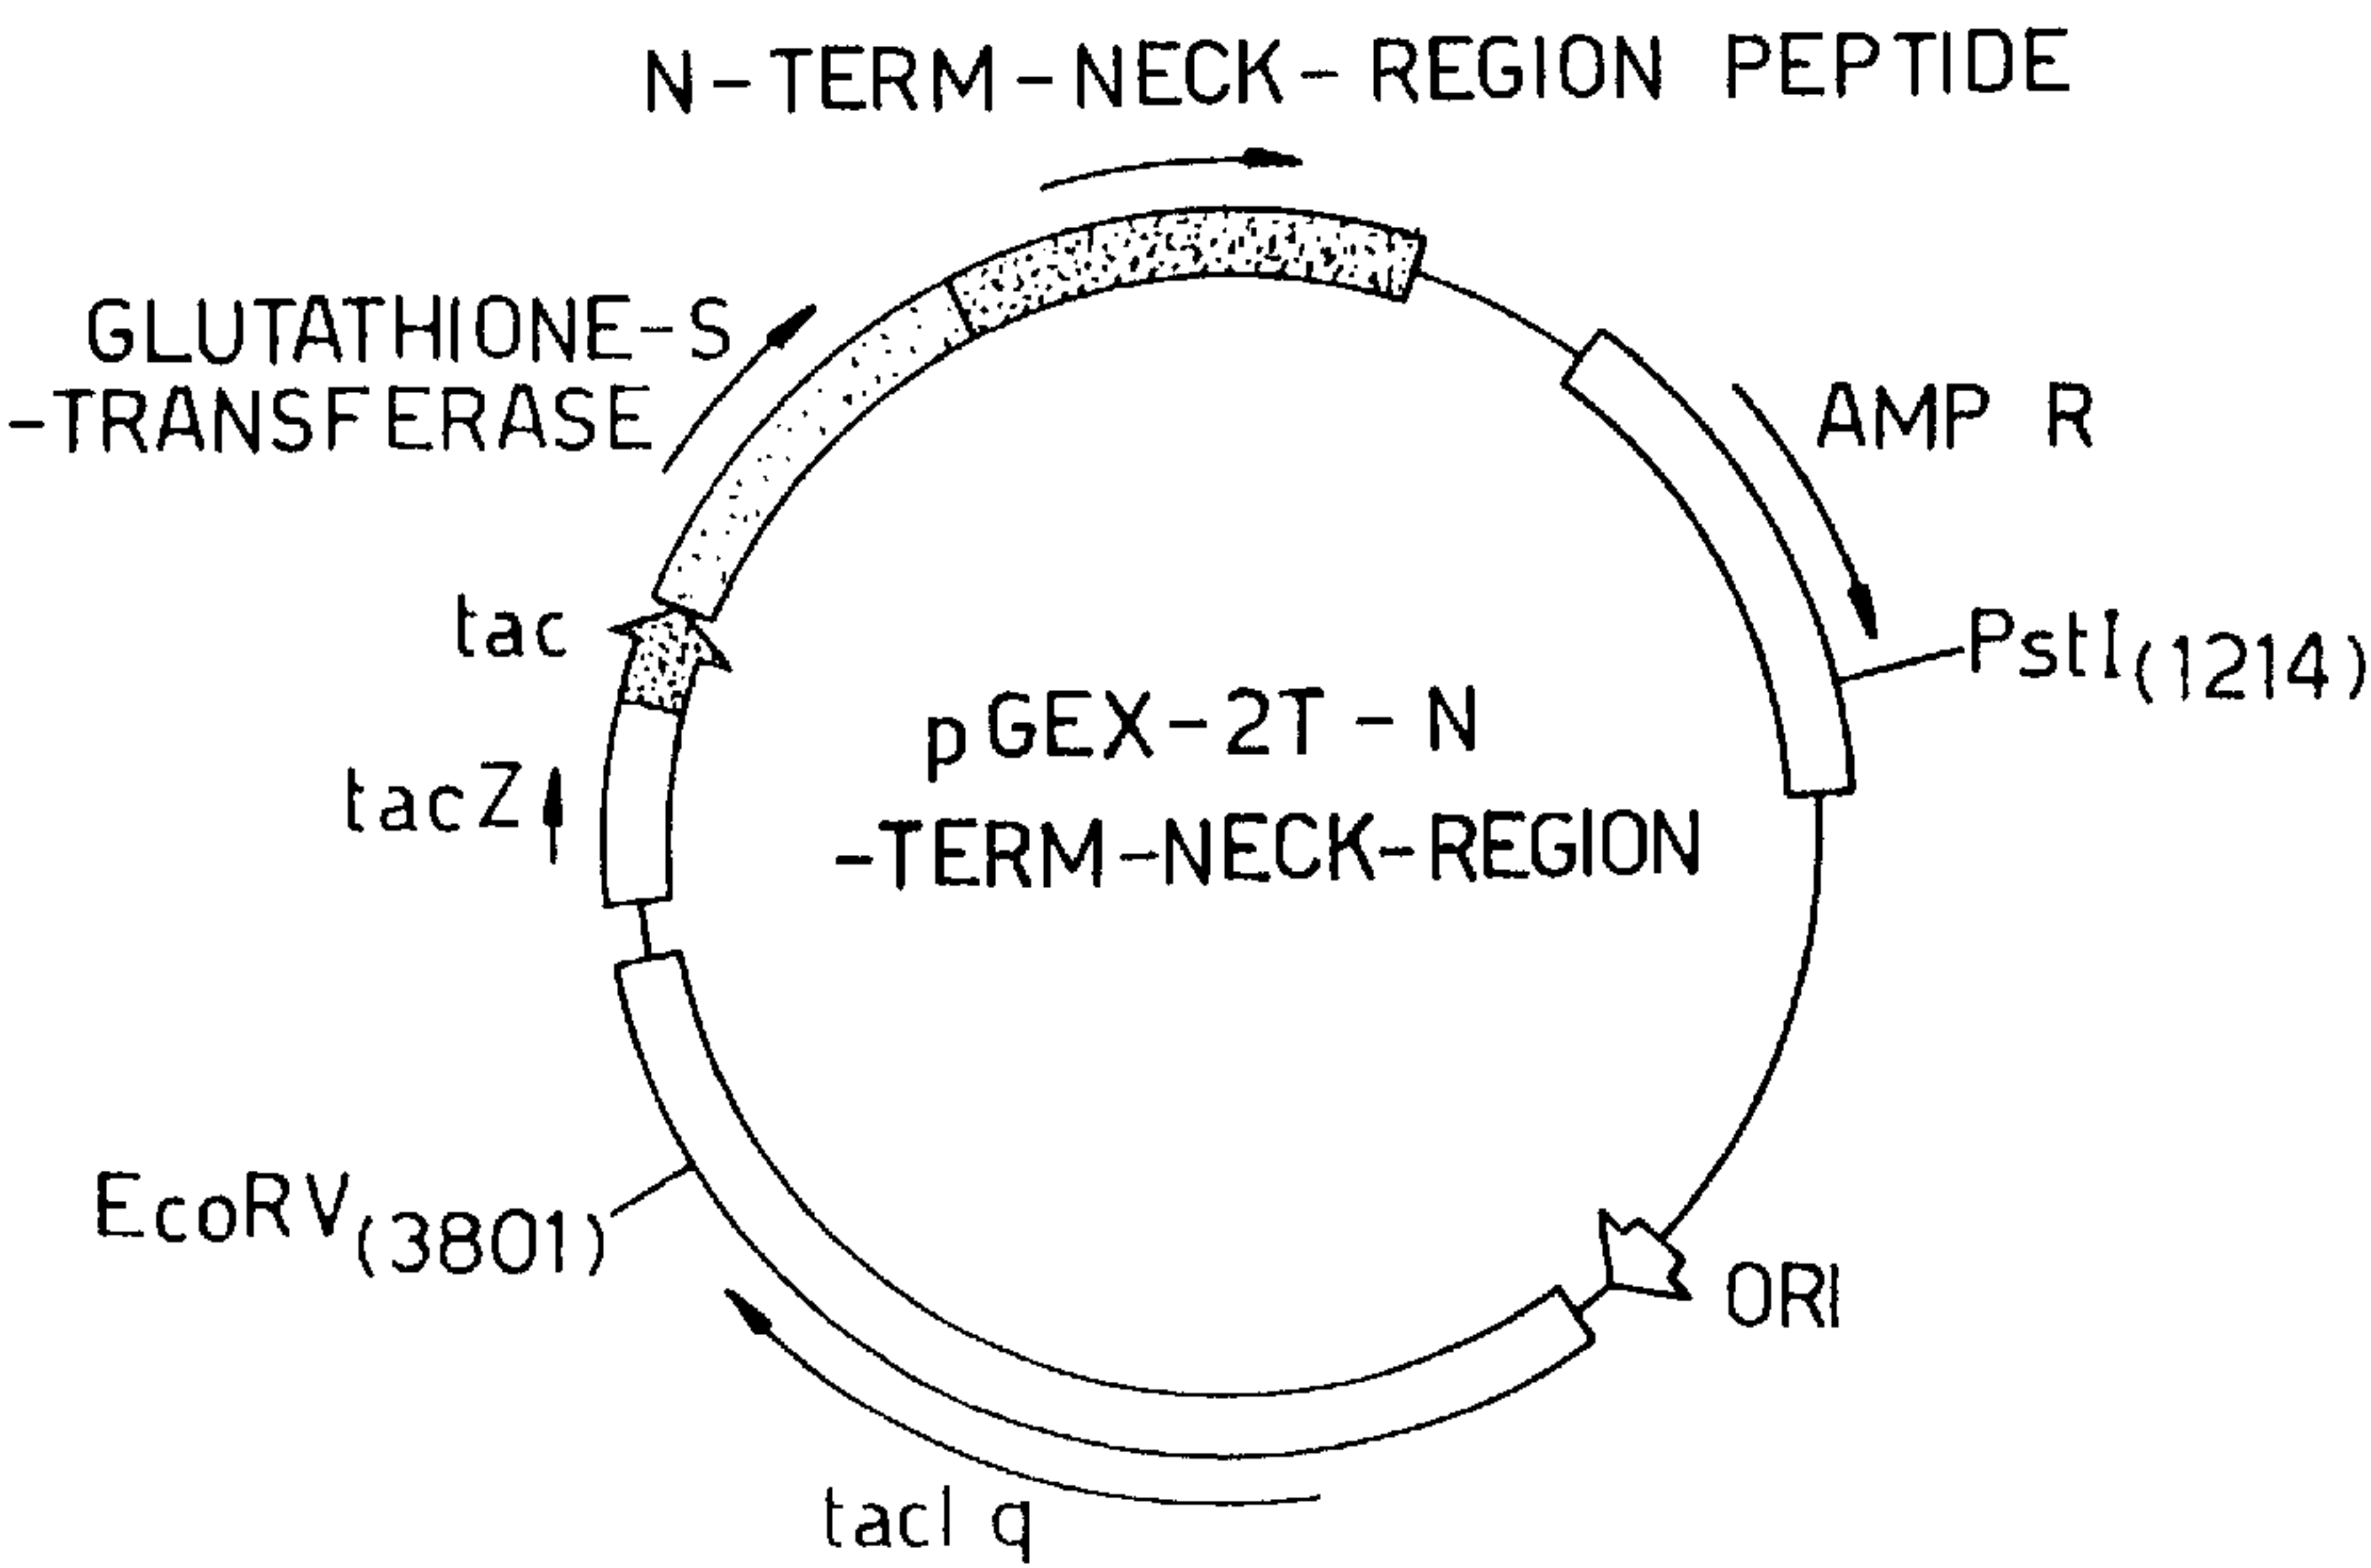 N-TERM-NECK-REGION PEPTIDE
GLUTATHIONE-S
-TRANSFERASE
AMP R
tac
PstI(1214)
pGEX-2T-N
-TERM-NECK-REGION
tacZ
EcoRV(3801)
ORI
tacI q